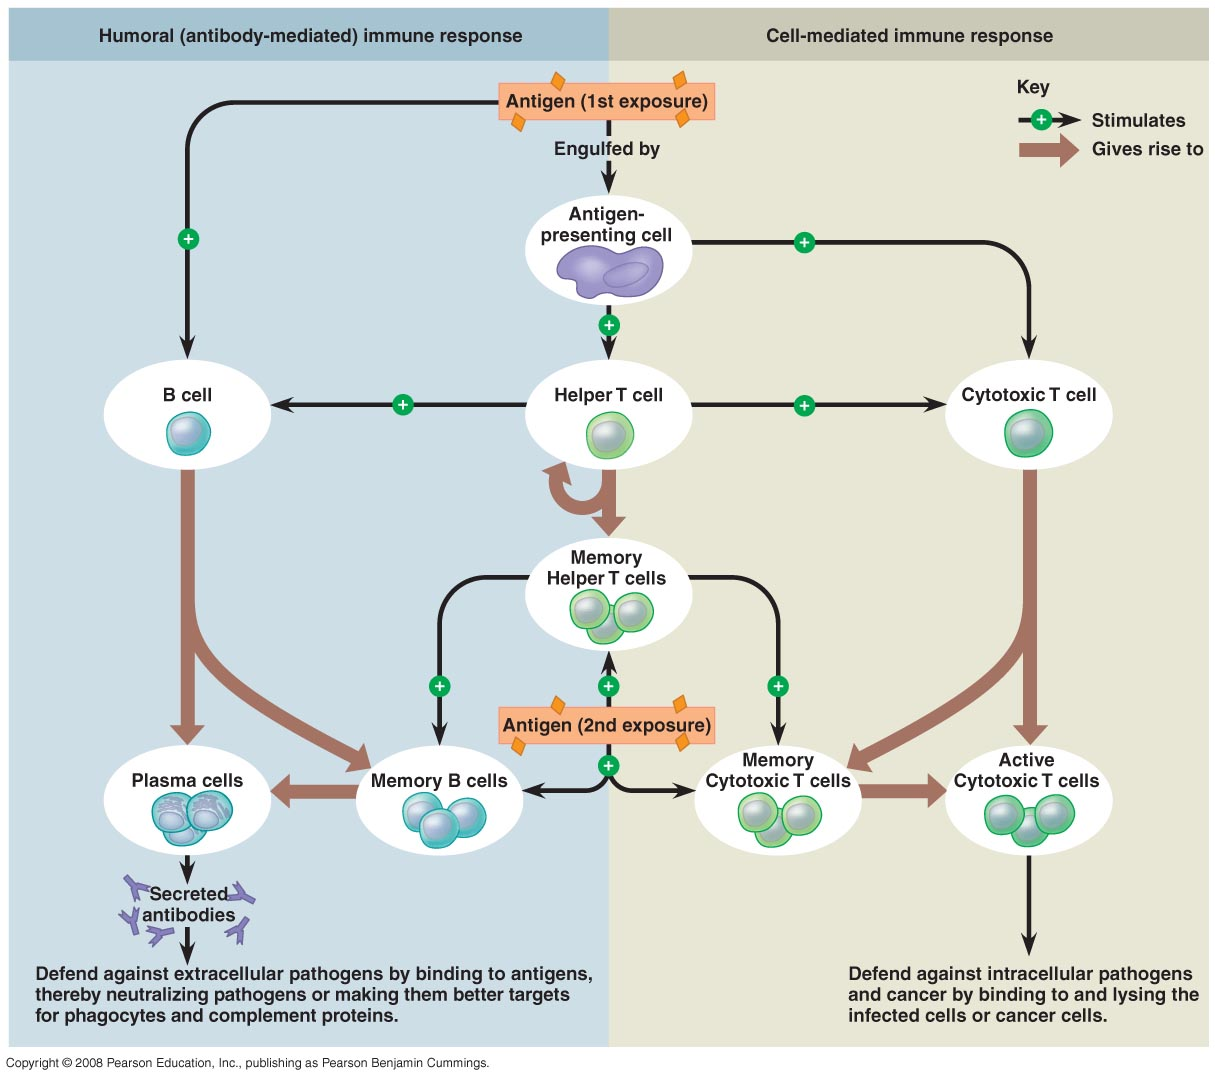 Humoral (antibody-mediated) immune response
Cell-mediated immune response
Key
Stimulates
Gives rise to
Antigen (1st exposure)
Engulfed by
Antigen-
presenting cell
B cell
Helper T cell
Cytotoxic T cell
Memory
Helper T cells
Antigen (2nd exposure)
Plasma cells
Memory B cells
Memory
Cytotoxic T cells
Active
Cytotoxic T cells
Secreted
antibodies
Defend against extracellular pathogens by binding to antigens,
thereby neutralizing pathogens or making them better targets
for phagocytes and complement proteins.
Defend against intracellular pathogens
and cancer by binding to and lysing the
infected cells or cancer cells.
Copyright © 2008 Pearson Education, Inc., publishing as Pearson Benjamin Cummings.